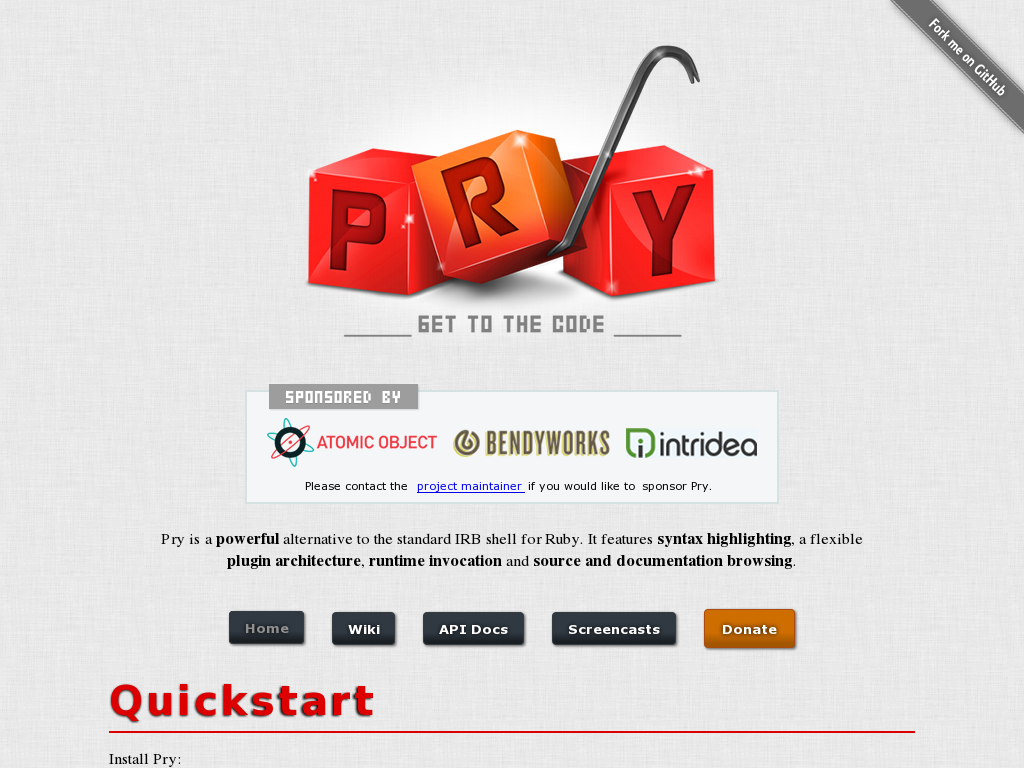 Fork me on GitHub
PRY
GET TO THE CODE
SPONSORED BY
ATOMIC OBJECT BENDYWORKS intridea
Please contact the project maintainer if you would like to sponsor Pry.
Pry is a powerful alternative to the standard IRB shell for Ruby. It features syntax highlighting, a flexible
plugin architecture, runtime invocation and source and documentation browsing.
Home Wiki API Docs Screencasts Donate
Quickstart
Install Pry: